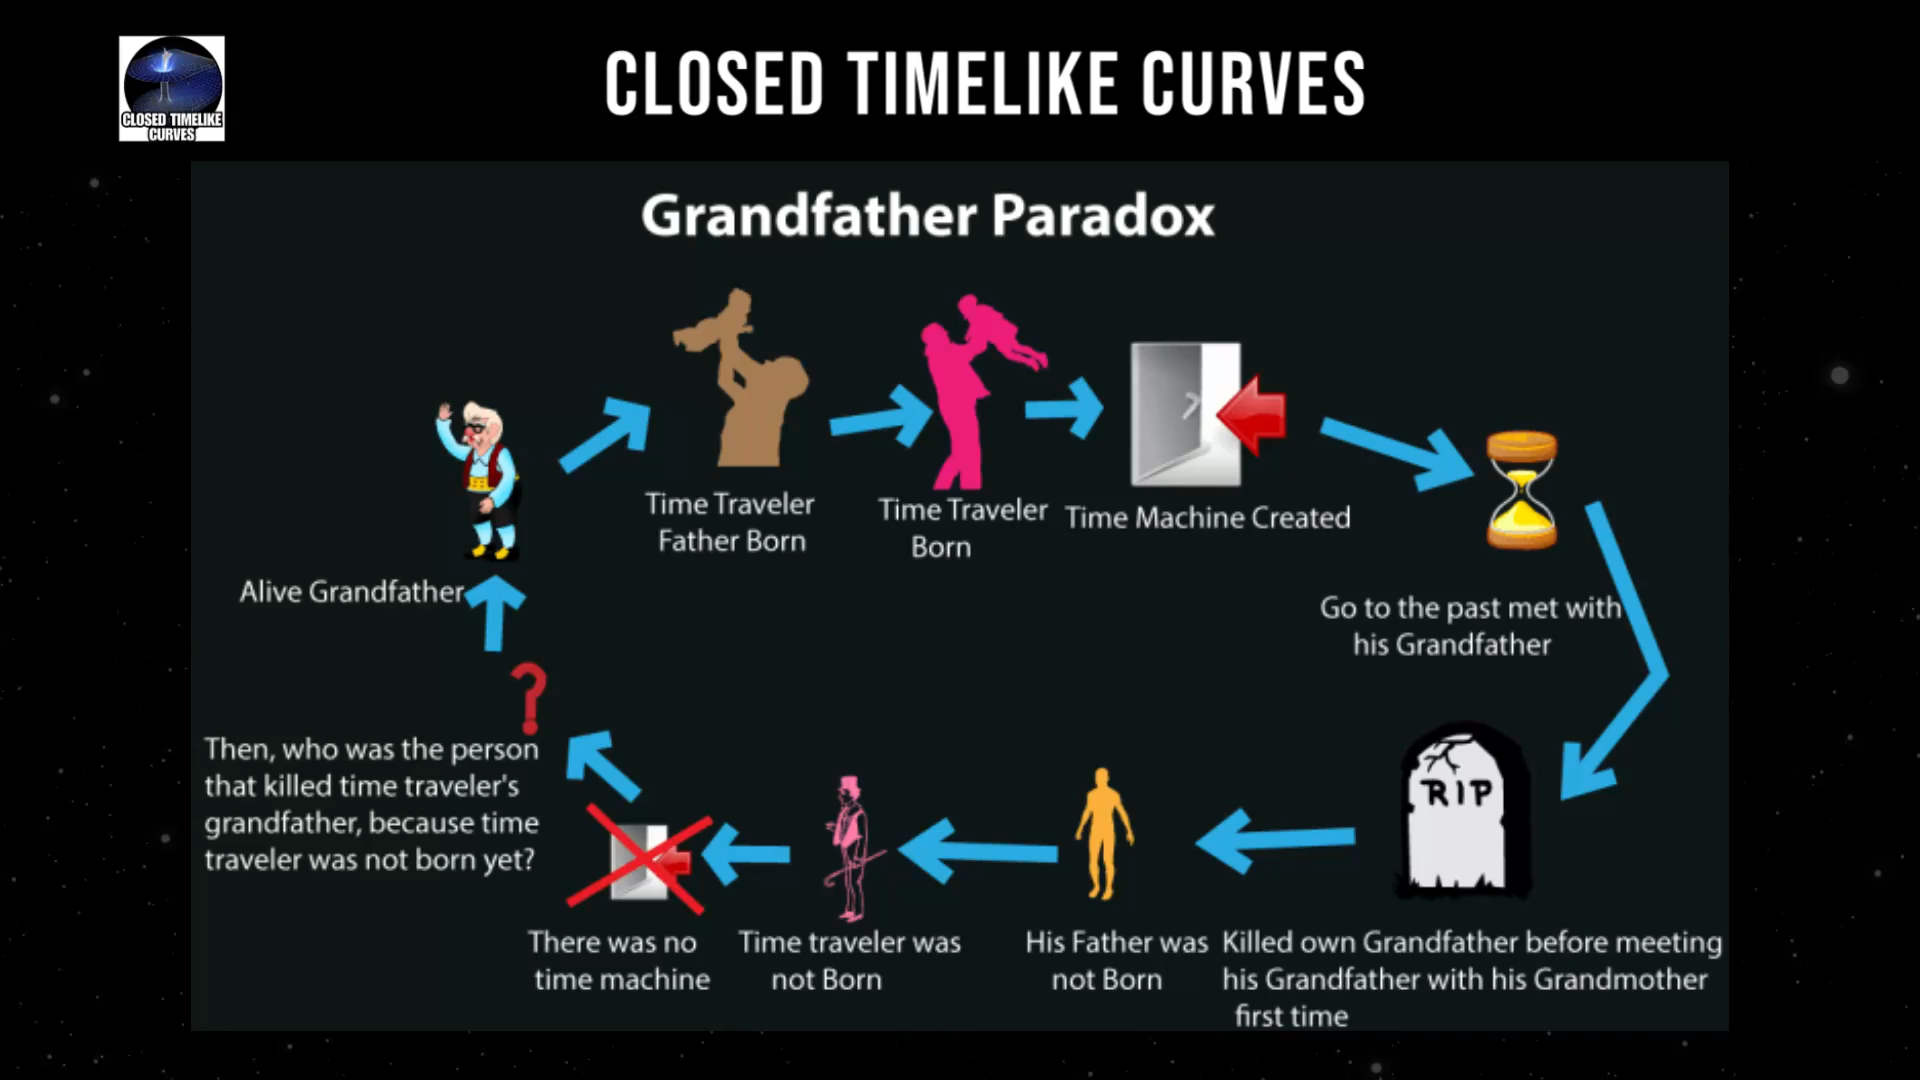 CLOSED TIMELIKE
CURVES
CLOSED TIMELIKE CURVES
Grandfather Paradox
Alive Grandfather
Time Traveler
Father Born
Time Traveler
Born
Time Machine Created
Go to the past met with
his Grandfather
RIP
Killed own Grandfather before meeting
his Grandfather with his Grandmother
first time
His Father was
not Born
Time traveler was
not Born
There was no
time machine
?
Then, who was the person
that killed time traveler's
grandfather, because time
traveler was not born yet?